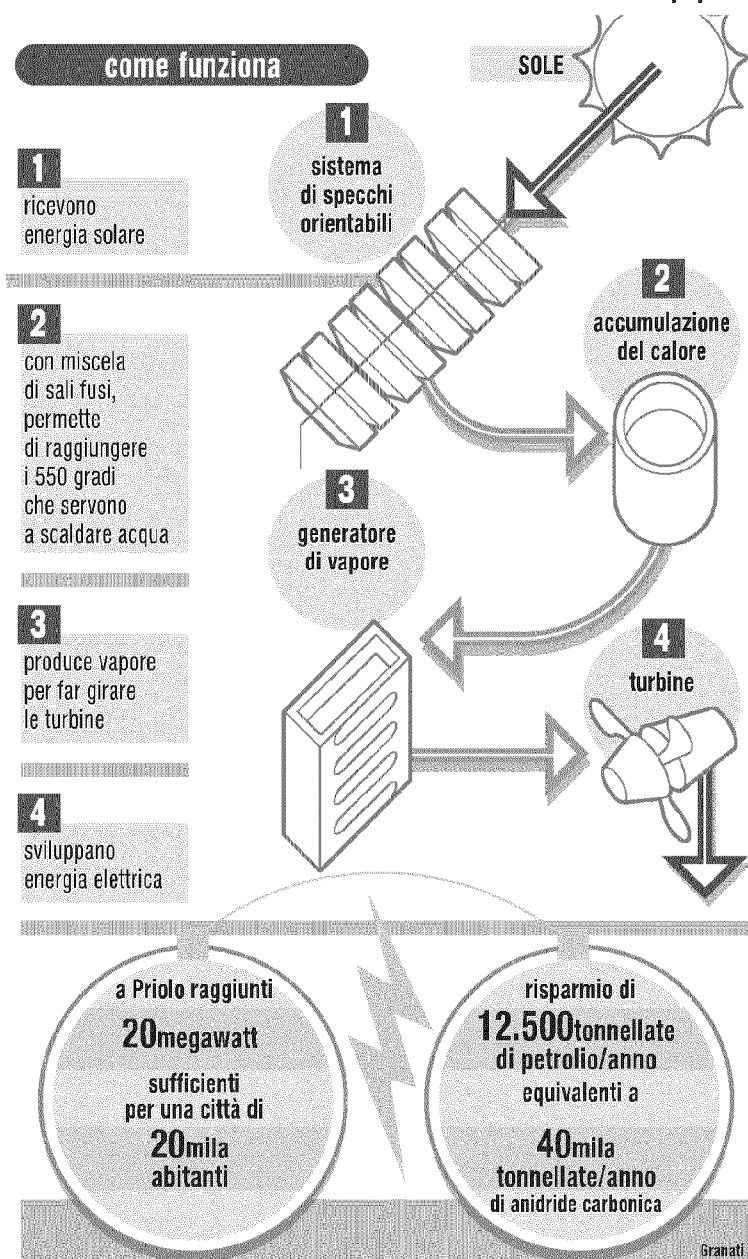 come funziona
SOLE
1
ricevono
energia solare
1
sistema
di specchi
orientabili
2
con miscela
di sali fusi,
permette
di raggiungere
i 550 gradi
che servono
a scaldare acqua
2
accumulazione
del calore
3
generatore
di vapore
3
produce vapore
per far girare
le turbine
4
turbine
4
sviluppano
energia elettrica
a Priolo raggiunti
20megawatt
sufficienti
per una città di
20mila
abitanti
risparmio di
12.500tonnellate
di petrolio/anno
equivalenti a
40mila
tonnellate/anno
di anidride carbonica
Granati